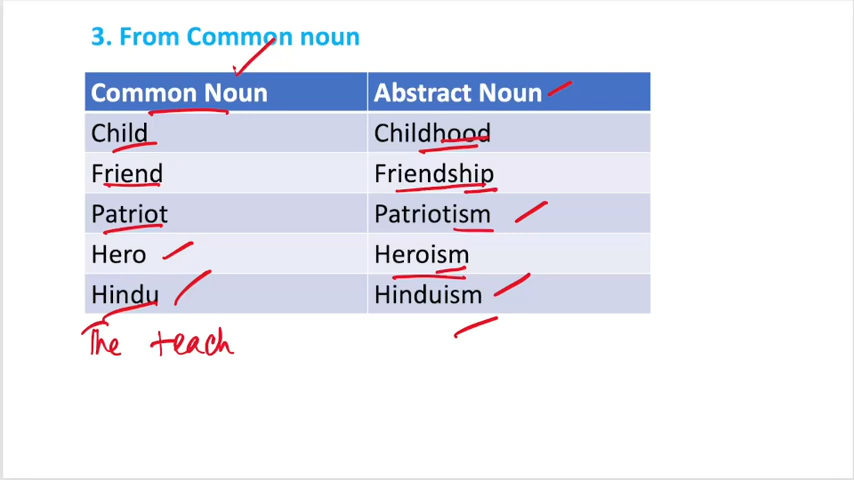 3. From Common noun
Common Noun Abstract Noun
Child Childhood
Friend Friendship
Patriot Patriotism
Hero Heroism
Hindu Hinduism
The teach